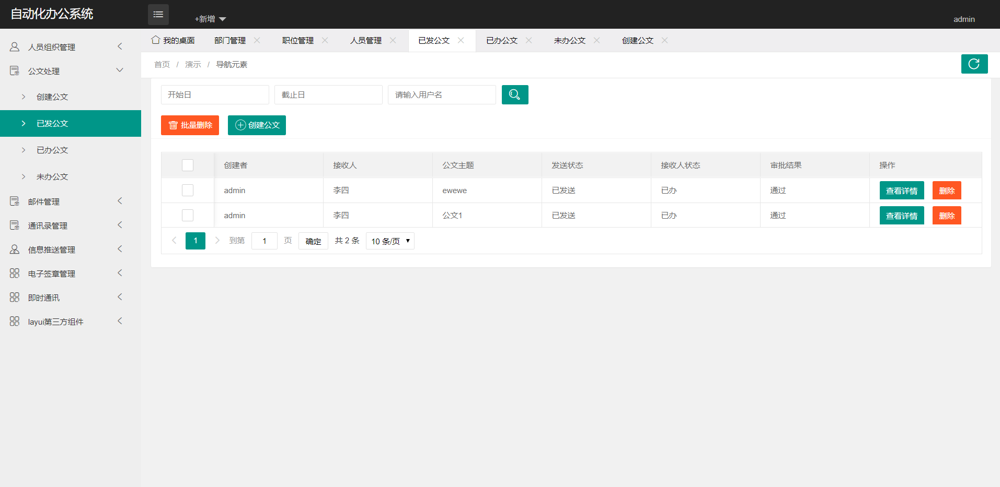 自动化办公系统
+新增
admin
人员组织管理
公文处理
创建公文
已发公文
已办公文
未办公文
邮件管理
通讯录管理
信息推送管理
电子签章管理
即时通讯
layui第三方组件
我的桌面 部门管理 职位管理 人员管理 已发公文 已办公文 未办公文 创建公文
首页 / 演示 / 导航元素
开始日 截止日 请输入用户名
批量删除 创建公文
创建者 接收人 公文主题 发送状态 接收人状态 审批结果 操作
admin 李四 ewewe 已发送 已办 通过 查看详情 删除
admin 李四 公文1 已发送 已办 通过 查看详情 删除
1 到第 1 页 确定 共 2 条 10 条/页